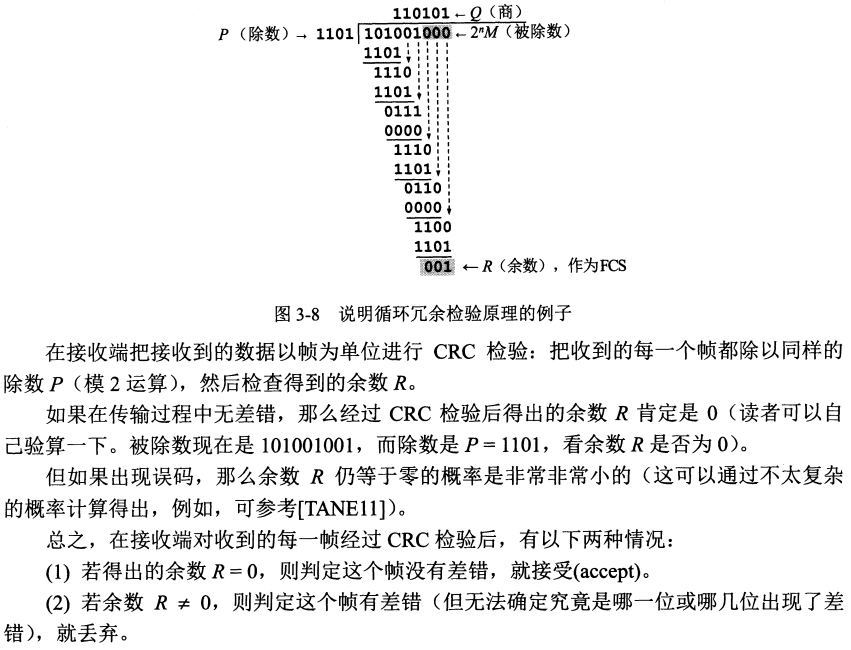 110101 ← Q（商）
P（除数）→ 1101 101001000 ← 2ⁿM（被除数）
1101
1110
1101
0111
0000
1110
1101
0110
0000
1100
1101
001 ← R（余数），作为FCS
图 3-8 说明循环冗余检验原理的例子
在接收端把接收到的数据以帧为单位进行 CRC 检验：把收到的每一个帧都除以同样的
除数 P（模 2 运算），然后检查得到的余数 R。
如果在传输过程中无差错，那么经过 CRC 检验后得出的余数 R 肯定是 0（读者可以自
己验算一下。被除数现在是 101001001，而除数是 P = 1101，看余数 R 是否为 0）。
但如果出现误码，那么余数 R 仍等于零的概率是非常非常小的（这可以通过不太复杂
的概率计算得出，例如，可参考[TANE11]）。
总之，在接收端对收到的每一帧经过 CRC 检验后，有以下两种情况：
(1) 若得出的余数 R = 0，则判定这个帧没有差错，就接受(accept)。
(2) 若余数 R ≠ 0，则判定这个帧有差错（但无法确定究竟是哪一位或哪几位出现了差
错），就丢弃。